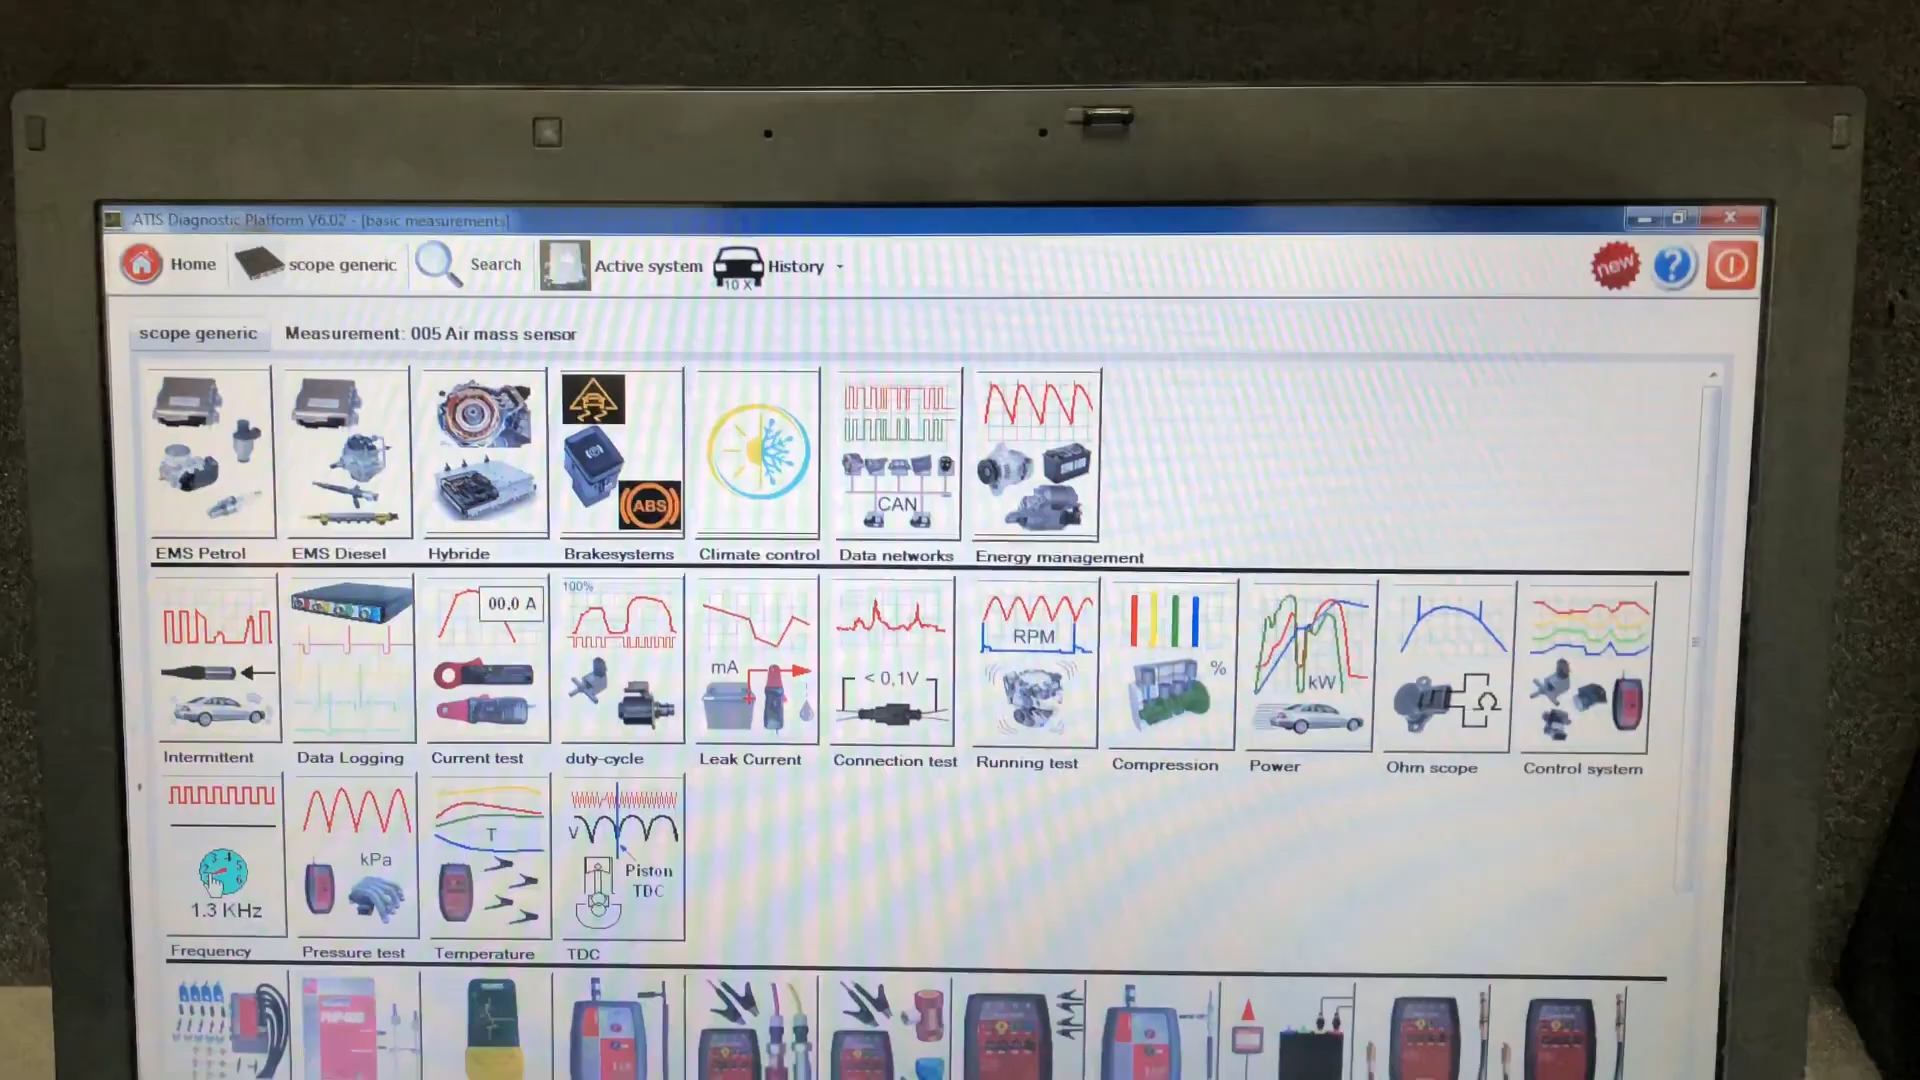 ATIS Diagnostic Platform V6.02 - [basic measurements]
Home scope generic Search Active system 10 X History new ?
scope generic Measurement: 005 Air mass sensor
ABS
CAN
EMS Petrol EMS Diesel Hybride Brakesystems Climate control Data networks Energy management
00.0 A 100% RPM
mA < 0,1V % kW Ω
Intermittent Data Logging Current test duty-cycle Leak Current Connection test Running test Compression Power Ohm scope Control system
T V
kPa Piston
TDC
1.3 KHz
Frequency Pressure test Temperature TDC